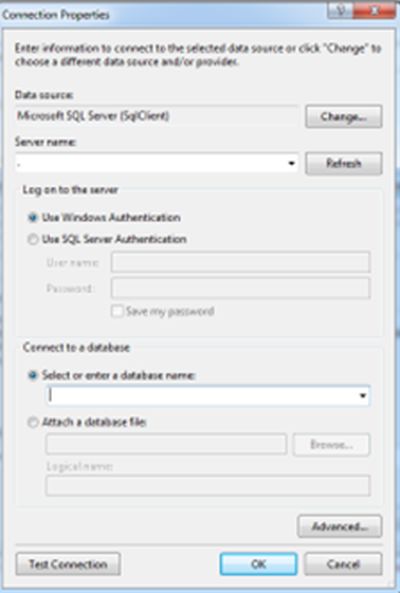 Connection Properties
Enter information to connect to the selected data source or click "Change" to
choose a different data source and/or provider.
Data source:
Microsoft SQL Server (SqlClient)
Change...
Server name:
.
Refresh
Log on to the server
Use Windows Authentication
Use SQL Server Authentication
User name:
Password:
Save my password
Connect to a database
Select or enter a database name:
Attach a database file:
Browse...
Logical name:
Advanced...
Test Connection
OK
Cancel